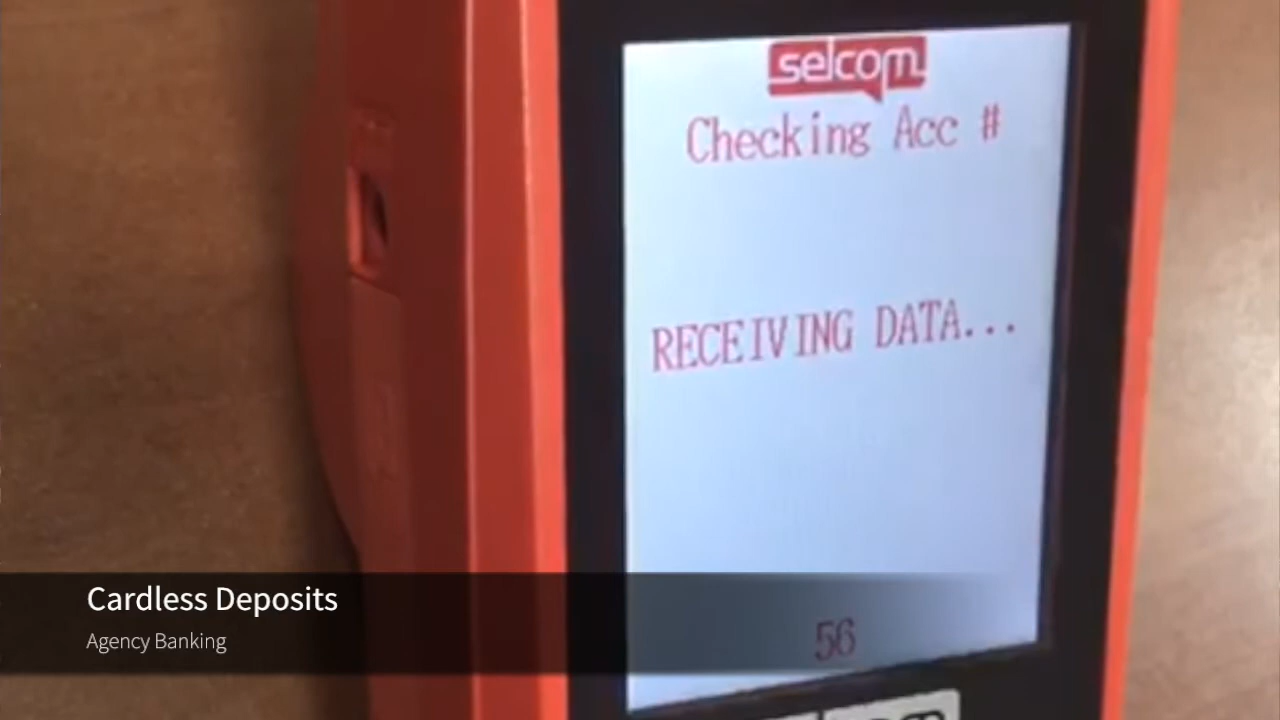 selcom
Checking Acc #
RECEIVING DATA...
Cardless Deposits
Agency Banking
56